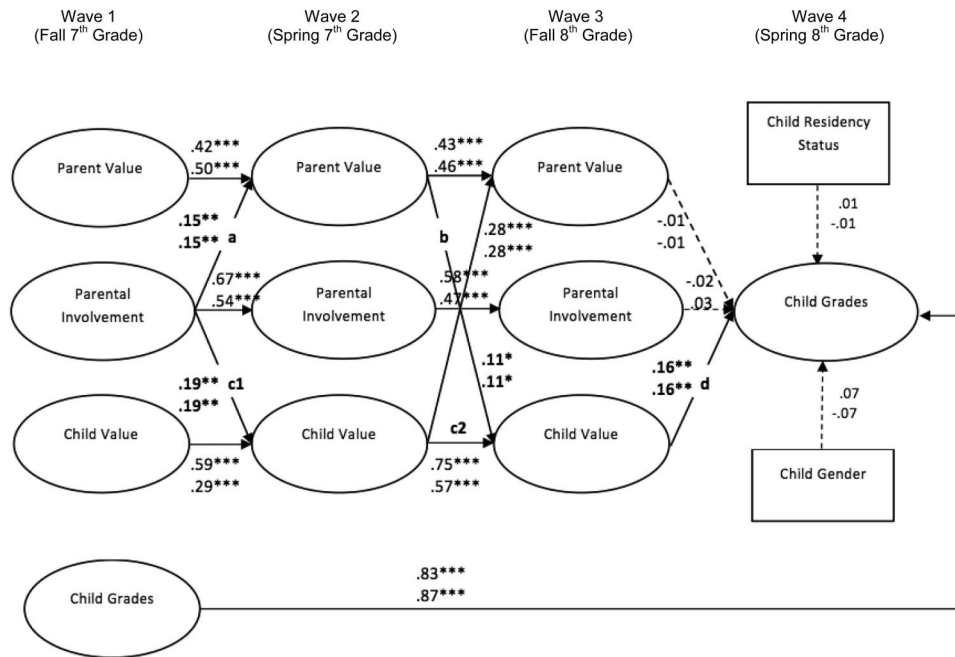 Wave 1
(Fall 7th Grade)
Wave 2
(Spring 7th Grade)
Wave 3
(Fall 8th Grade)
Wave 4
(Spring 8th Grade)
Parent Value
.42***
.50***
Parent Value
.43***
.46***
Parent Value
Child Residency
Status
.15**
.15**
a
b
.28***
.28***
-.01
-.01
.01
-.01
Parental
Involvement
.67***
.54***
Parental
Involvement
.58***
.47***
Parental
Involvement
-.02
.03
Child Grades
.19**
.19**
c1
.11*
.11*
.16**
.16**
d
.07
-.07
Child Value
.59***
.29***
Child Value
c2
.75***
.57***
Child Value
Child Gender
Child Grades
.83***
.87***